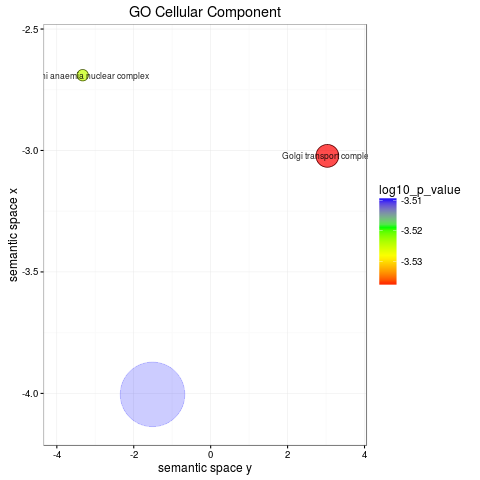 GO Cellular Component
-2.5
-3.0
-3.5
-4.0
semantic space x
ni anaemia nuclear complex
Golgi transport comple
-4
-2
0
2
4
semantic space y
log10_p_value
-3.51
-3.52
-3.53